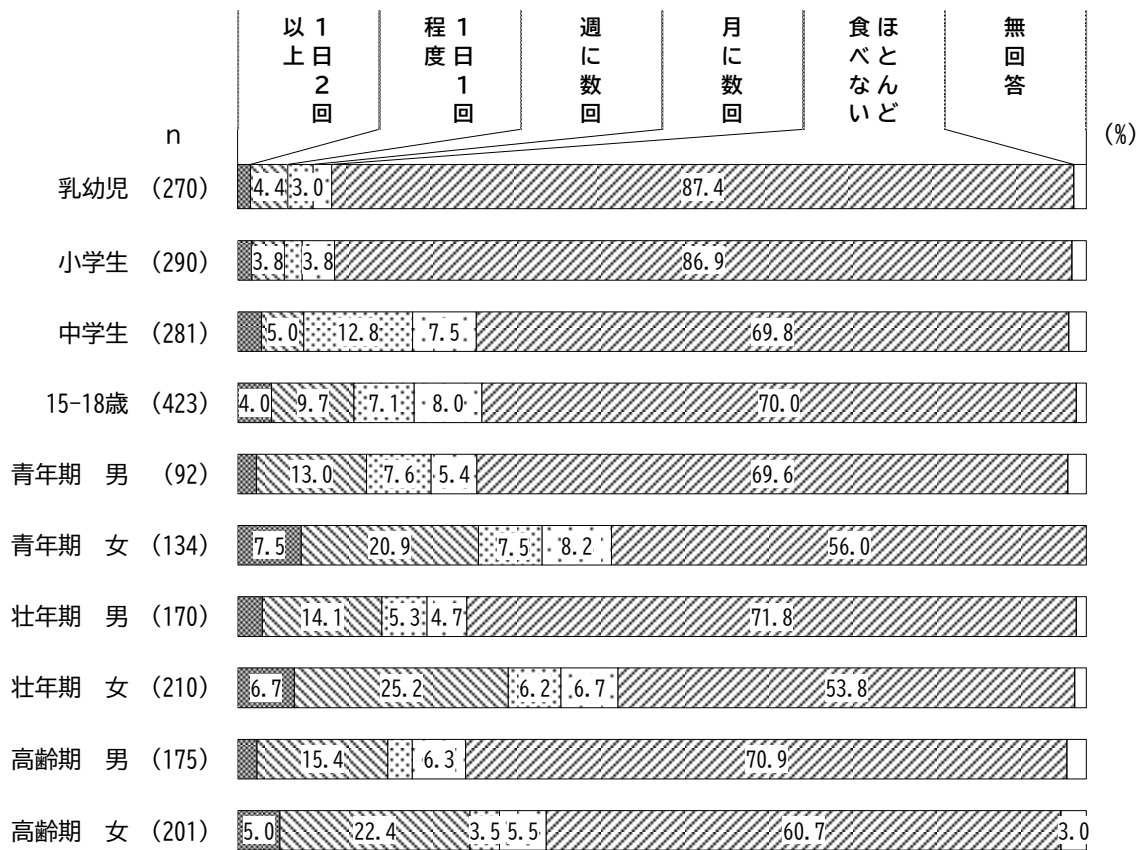 1日2回
以上
1日1回
程度
週に数回
月に数回
ほとんど
食べない
無回答
n
(%)
乳幼児 (270) 4.4 3.0 87.4
小学生 (290) 3.8 3.8 86.9
中学生 (281) 5.0 12.8 7.5 69.8
15-18歳 (423) 4.0 9.7 7.1 8.0 70.0
青年期 男 (92) 13.0 7.6 5.4 69.6
青年期 女 (134) 7.5 20.9 7.5 8.2 56.0
壮年期 男 (170) 14.1 5.3 4.7 71.8
壮年期 女 (210) 6.7 25.2 6.2 6.7 53.8
高齢期 男 (175) 15.4 6.3 70.9
高齢期 女 (201) 5.0 22.4 3.5 5.5 60.7 3.0